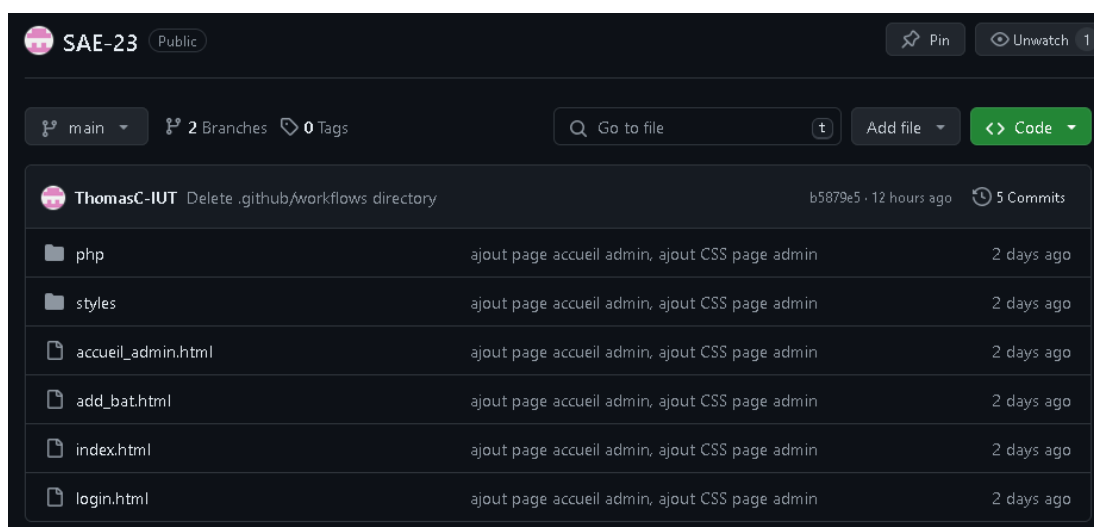 SAE-23 Public Pin Unwatch 1
main 2 Branches 0 Tags Go to file t Add file Code
ThomasC-IUT Delete .github/workflows directory b5879e5 · 12 hours ago 5 Commits
php ajout page accueil admin, ajout CSS page admin 2 days ago
styles ajout page accueil admin, ajout CSS page admin 2 days ago
accueil_admin.html ajout page accueil admin, ajout CSS page admin 2 days ago
add_bat.html ajout page accueil admin, ajout CSS page admin 2 days ago
index.html ajout page accueil admin, ajout CSS page admin 2 days ago
login.html ajout page accueil admin, ajout CSS page admin 2 days ago